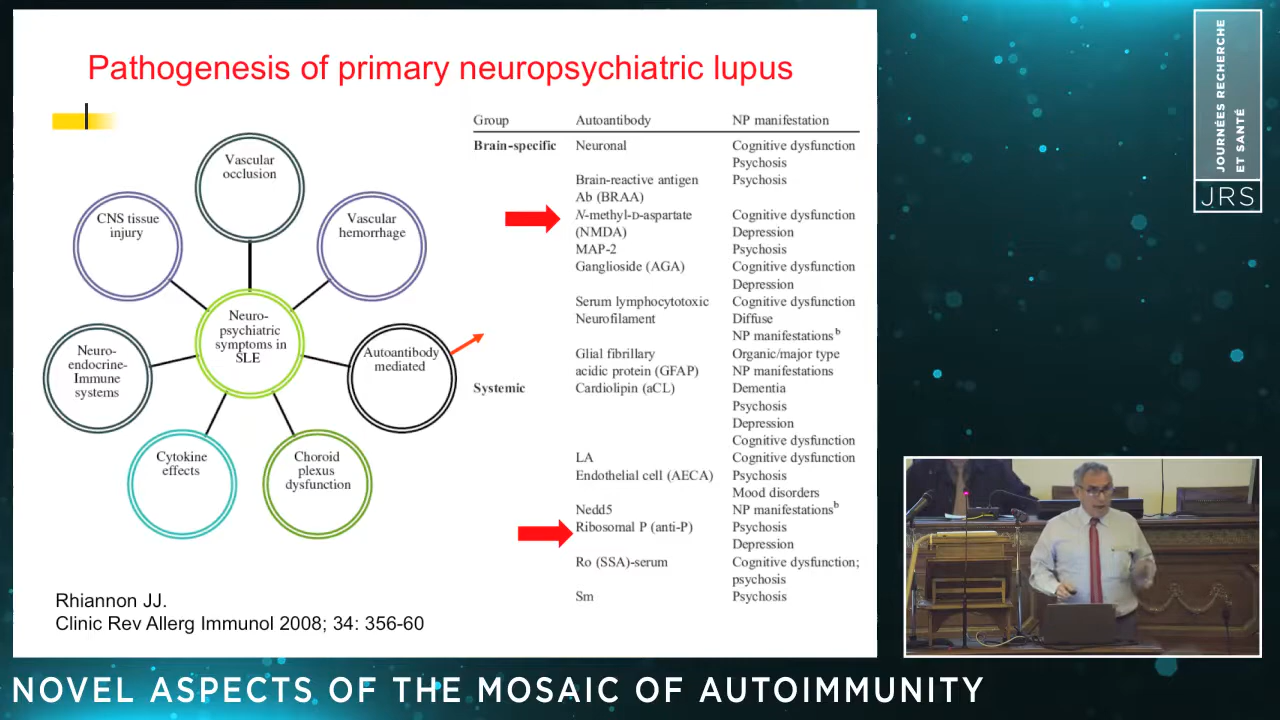 Pathogenesis of primary neuropsychiatric lupus
Vascular
occlusion
CNS tissue
injury
Vascular
hemorrhage
Neuro-
psychiatric
symptoms in
SLE
Neuro-
endocrine-
Immune
systems
Autoantibody
mediated
Cytokine
effects
Choroid
plexus
dysfunction
Group Autoantibody NP manifestation
Brain-specific Neuronal Cognitive dysfunction
Psychosis
Brain-reactive antigen Psychosis
Ab (BRAA)
N-methyl-D-aspartate Cognitive dysfunction
(NMDA) Depression
MAP-2 Psychosis
Ganglioside (AGA) Cognitive dysfunction
Depression
Serum lymphocytotoxic Cognitive dysfunction
Neurofilament Diffuse
NP manifestationsb
Glial fibrillary Organic/major type
acidic protein (GFAP) NP manifestations
Systemic Cardiolipin (aCL) Dementia
Psychosis
Depression
Cognitive dysfunction
LA Cognitive dysfunction
Endothelial cell (AECA) Psychosis
Mood disorders
Nedd5 NP manifestationsb
Ribosomal P (anti-P) Psychosis
Depression
Ro (SSA)-serum Cognitive dysfunction;
psychosis
Sm Psychosis
Rhiannon JJ.
Clinic Rev Allerg Immunol 2008; 34: 356-60
JOURNÉES RECHERCHE
ET SANTÉ
JRS
NOVEL ASPECTS OF THE MOSAIC OF AUTOIMMUNITY